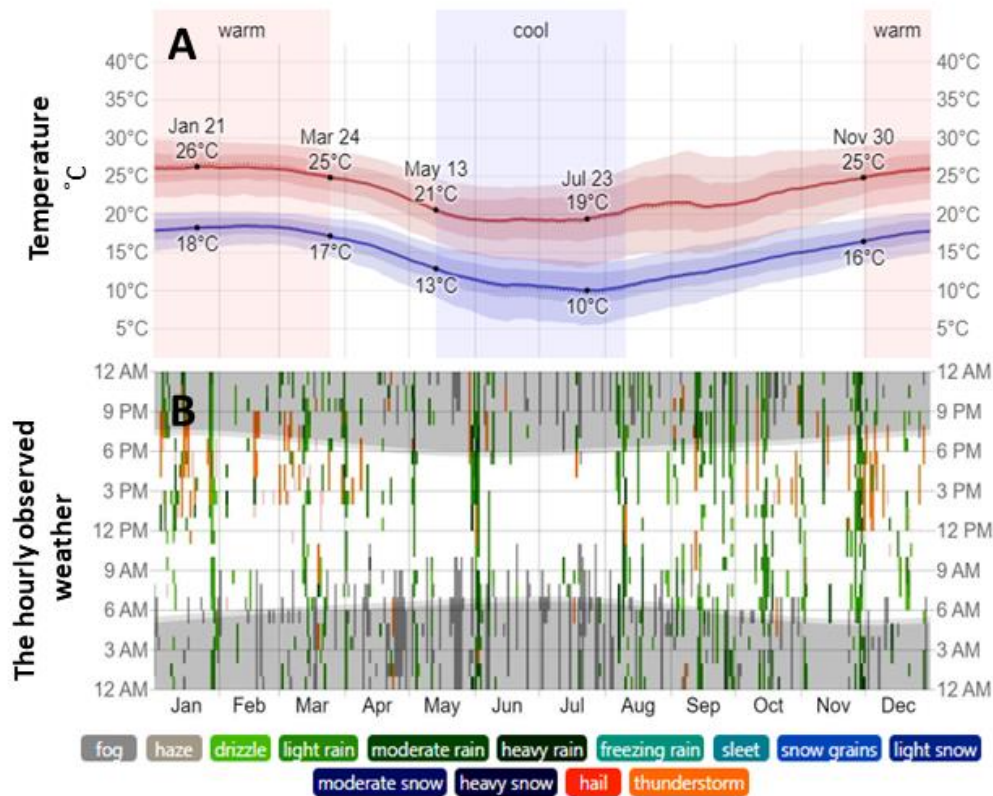 A
warm
cool
warm
40°C
40°C
35°C
35°C
30°C
30°C
25°C
25°C
20°C
20°C
15°C
15°C
10°C
10°C
5°C
5°C
Temperature
°C
Jan 21
26°C
Mar 24
25°C
May 13
21°C
Jul 23
19°C
Nov 30
25°C
18°C
17°C
13°C
10°C
16°C
B
The hourly observed
weather
12 AM
12 AM
9 PM
9 PM
6 PM
6 PM
3 PM
3 PM
12 PM
12 PM
9 AM
9 AM
6 AM
6 AM
3 AM
3 AM
12 AM
12 AM
Jan Feb Mar Apr May Jun Jul Aug Sep Oct Nov Dec
fog haze drizzle light rain moderate rain heavy rain freezing rain sleet snow grains light snow
moderate snow heavy snow hail thunderstorm